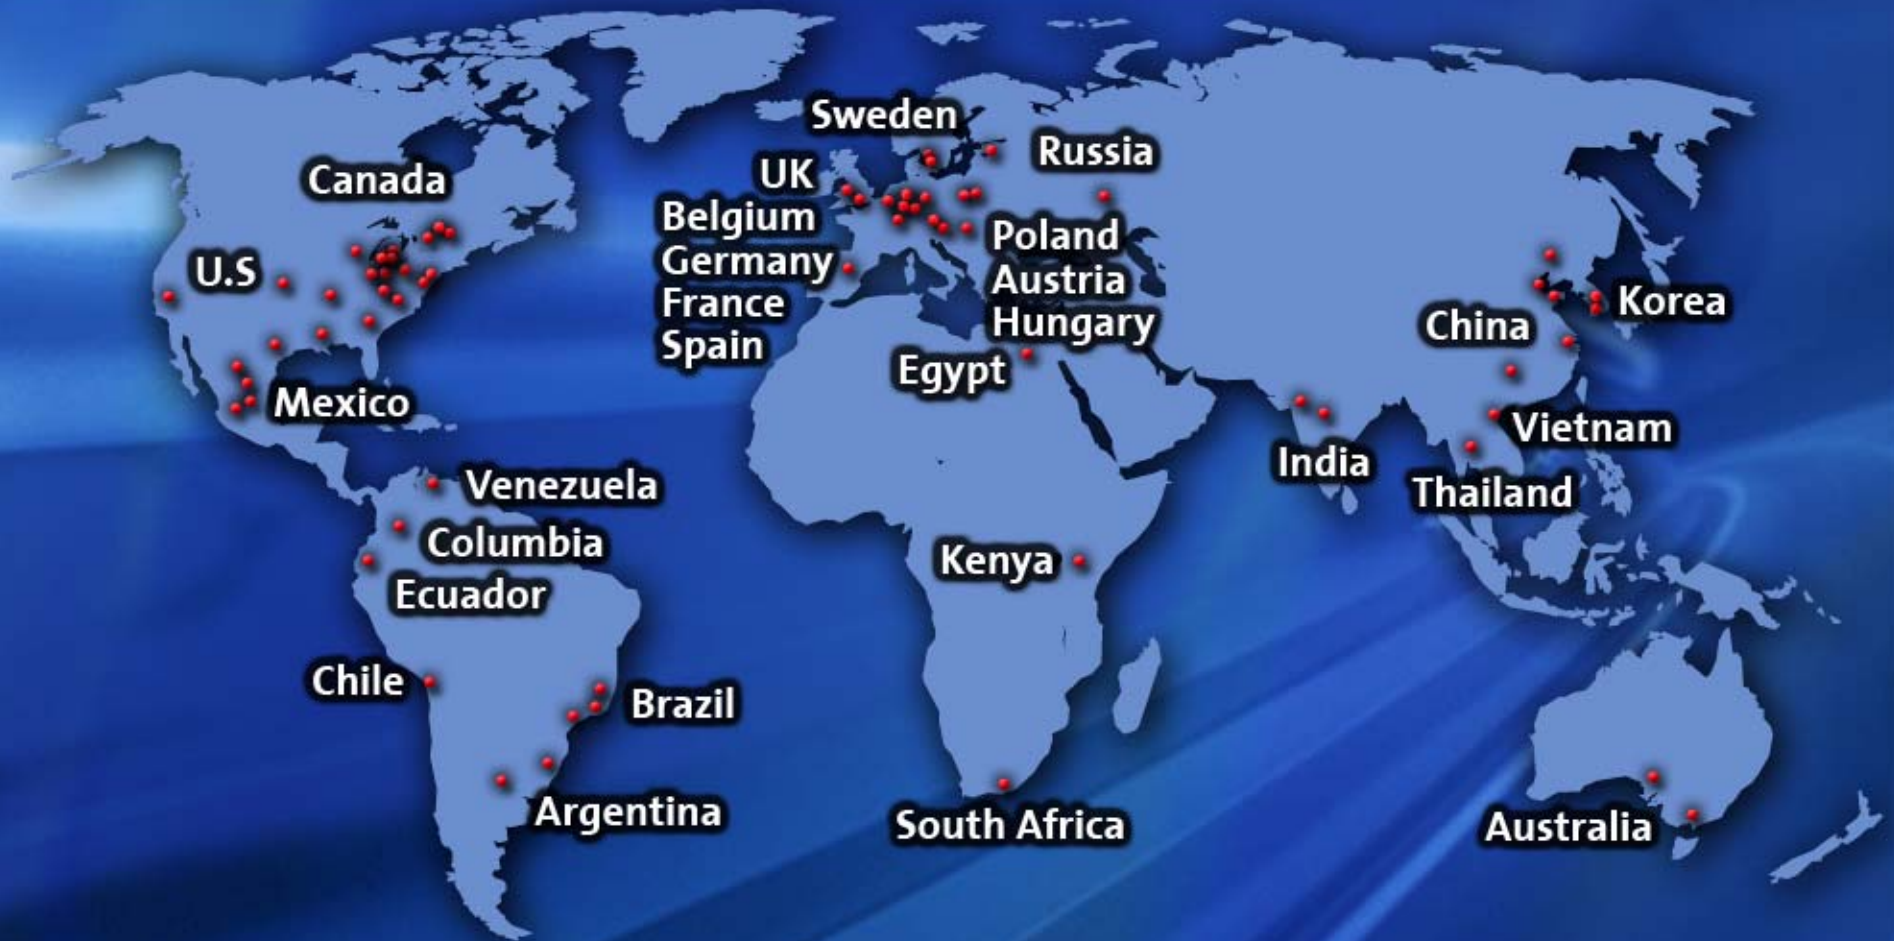 Sweden
Russia
UK
Canada
Belgium
Poland
Germany
U.S
Austria
France
Korea
Hungary
China
Spain
Egypt
Mexico
Vietnam
India
Venezuela
Thailand
Columbia
Kenya
Ecuador
Chile
Brazil
Argentina
South Africa
Australia